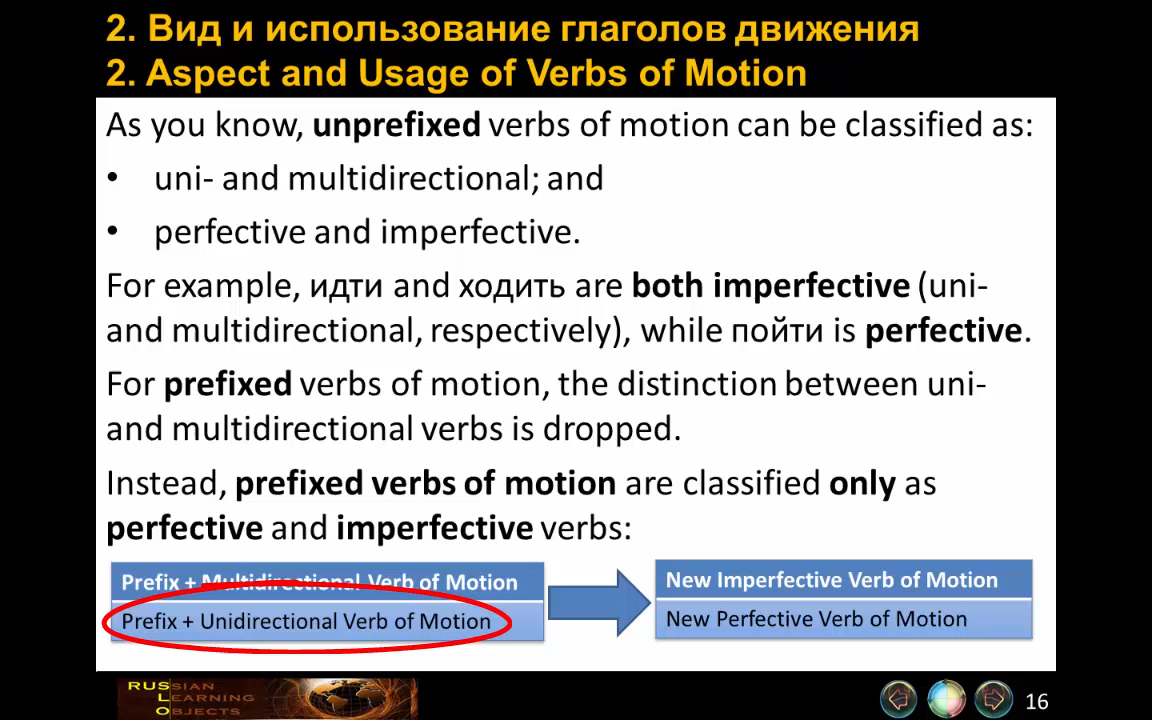 2. Вид и использование глаголов движения
2. Aspect and Usage of Verbs of Motion
As you know, unprefixed verbs of motion can be classified as:
• uni- and multidirectional; and
• perfective and imperfective.
For example, идти and ходить are both imperfective (uni-
and multidirectional, respectively), while пойти is perfective.
For prefixed verbs of motion, the distinction between uni-
and multidirectional verbs is dropped.
Instead, prefixed verbs of motion are classified only as
perfective and imperfective verbs:
Prefix + Multidirectional Verb of Motion
Prefix + Unidirectional Verb of Motion
New Imperfective Verb of Motion
New Perfective Verb of Motion
RUSSIAN
LEARNING
OBJECTS
16